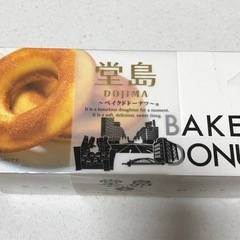 堂島
DOJIMA
～ベイクドドーナツ～
It is a luxurious doughnut for a moment.
It is a soft, delicious, sweet thing.
BAKE
DONU